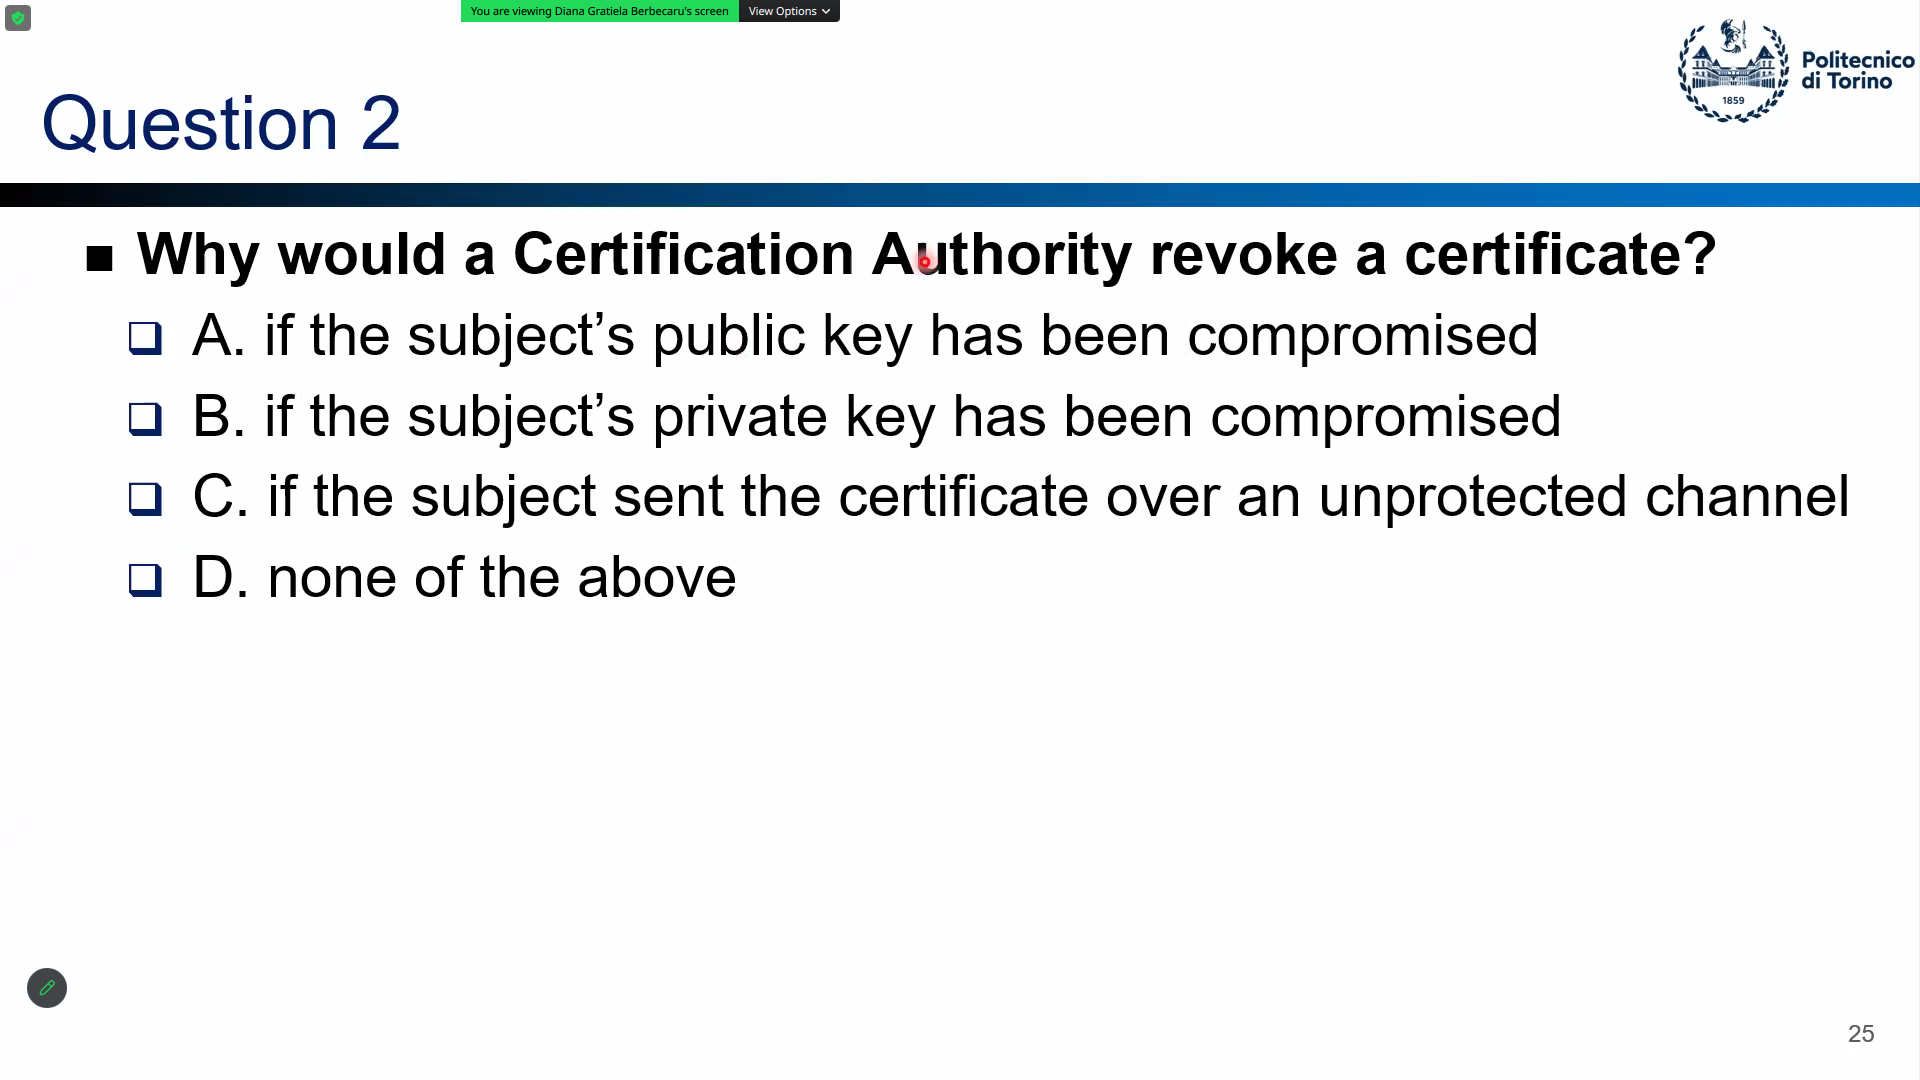 You are viewing Diana Gratiela Berbecaru's screen
View Options
Politecnico
di Torino
1859
Question 2
Why would a Certification Authority revoke a certificate?
A. if the subject’s public key has been compromised
B. if the subject’s private key has been compromised
C. if the subject sent the certificate over an unprotected channel
D. none of the above
25